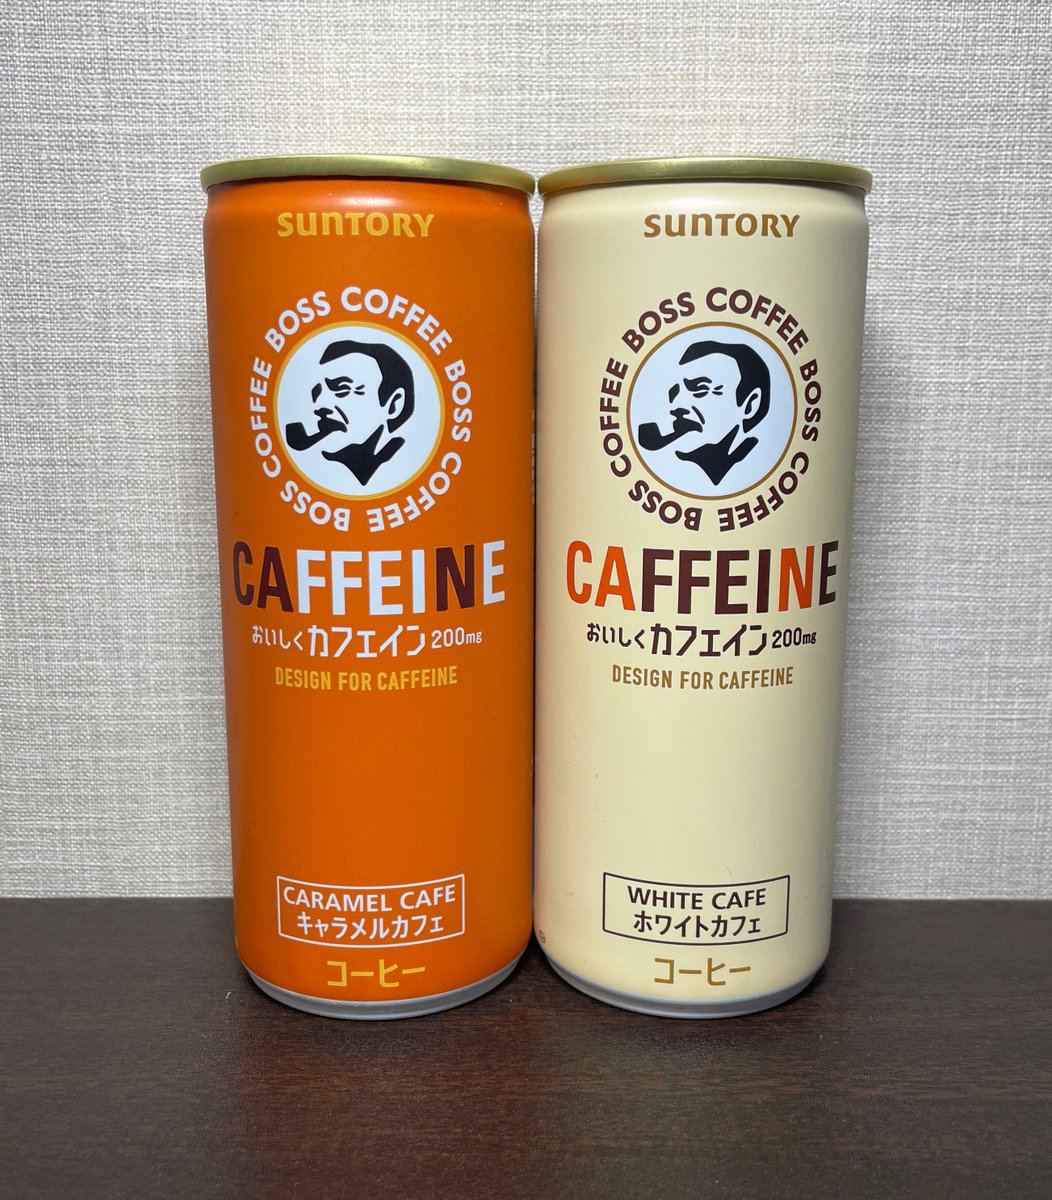 SUNTORY
BOSS COFFEE BOSS COFFEE BOSS COFFEE
CAFFEINE
おいしくカフェイン200mg
DESIGN FOR CAFFEINE
CARAMEL CAFE
キャラメルカフェ
コーヒー
SUNTORY
BOSS COFFEE BOSS COFFEE BOSS COFFEE
CAFFEINE
おいしくカフェイン200mg
DESIGN FOR CAFFEINE
WHITE CAFE
ホワイトカフェ
コーヒー